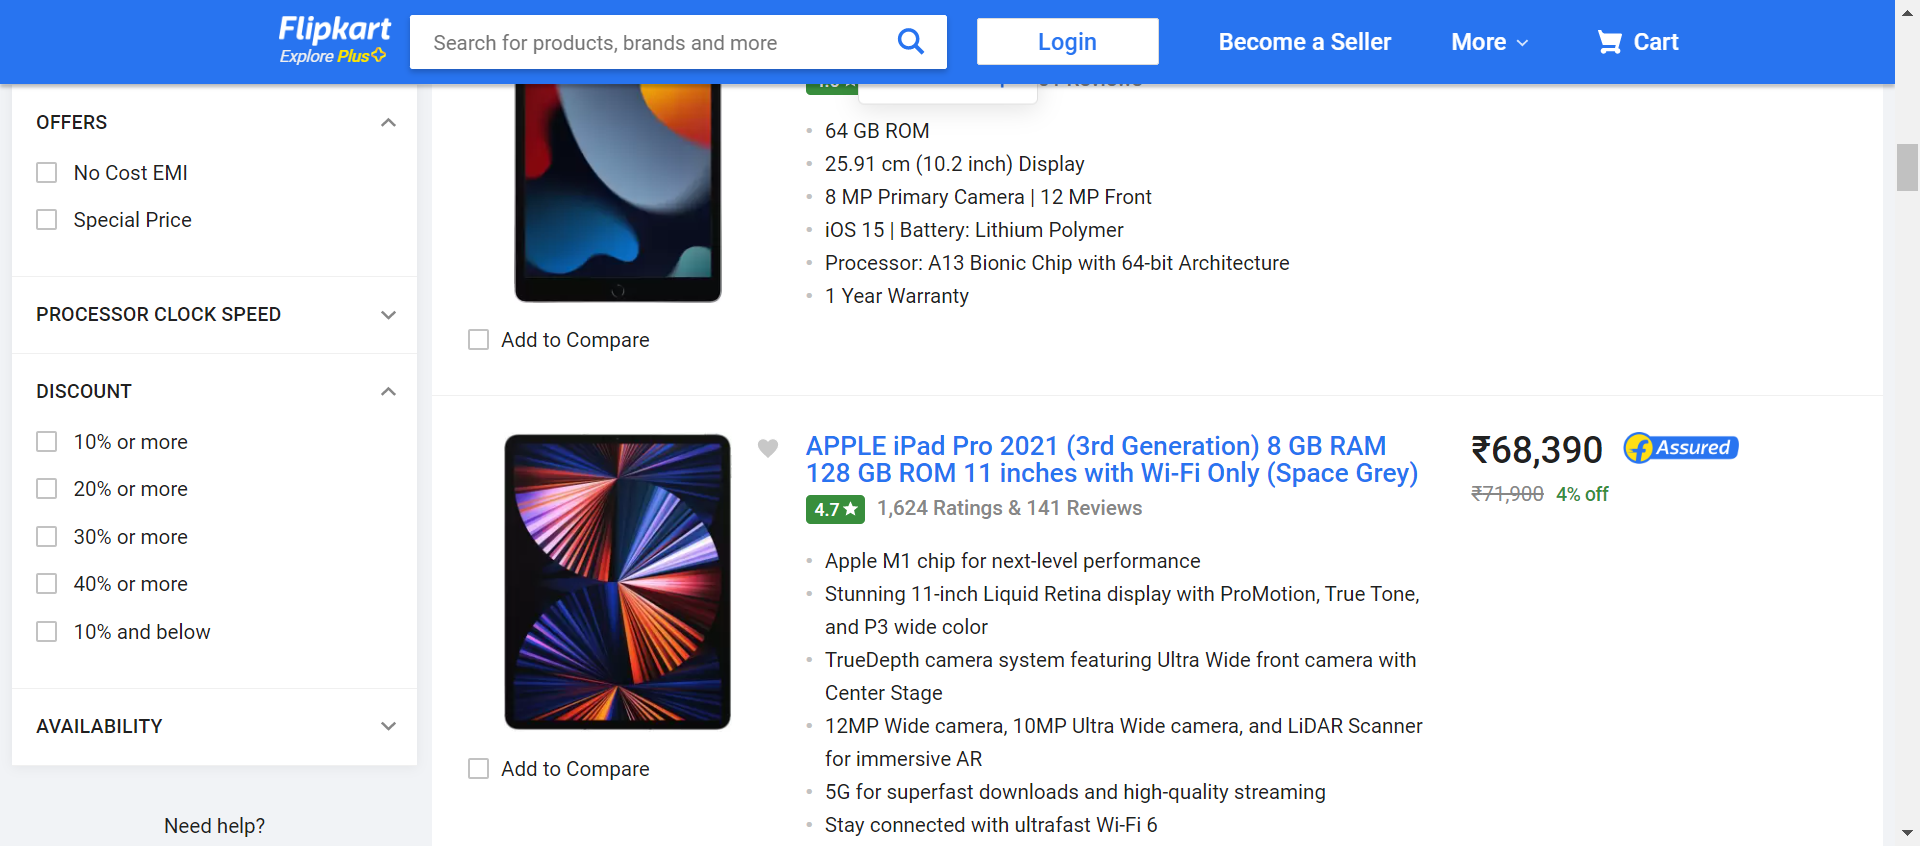 Flipkart
Explore Plus
Search for products, brands and more
Login
Become a Seller
More
Cart
OFFERS
No Cost EMI
Special Price
PROCESSOR CLOCK SPEED
DISCOUNT
10% or more
20% or more
30% or more
40% or more
10% and below
AVAILABILITY
Need help?
64 GB ROM
25.91 cm (10.2 inch) Display
8 MP Primary Camera | 12 MP Front
iOS 15 | Battery: Lithium Polymer
Processor: A13 Bionic Chip with 64-bit Architecture
1 Year Warranty
Add to Compare
APPLE iPad Pro 2021 (3rd Generation) 8 GB RAM
128 GB ROM 11 inches with Wi-Fi Only (Space Grey)
4.7★ 1,624 Ratings & 141 Reviews
Apple M1 chip for next-level performance
Stunning 11-inch Liquid Retina display with ProMotion, True Tone,
and P3 wide color
TrueDepth camera system featuring Ultra Wide front camera with
Center Stage
12MP Wide camera, 10MP Ultra Wide camera, and LiDAR Scanner
for immersive AR
5G for superfast downloads and high-quality streaming
Stay connected with ultrafast Wi-Fi 6
Add to Compare
₹68,390
f Assured
₹71,900 4% off